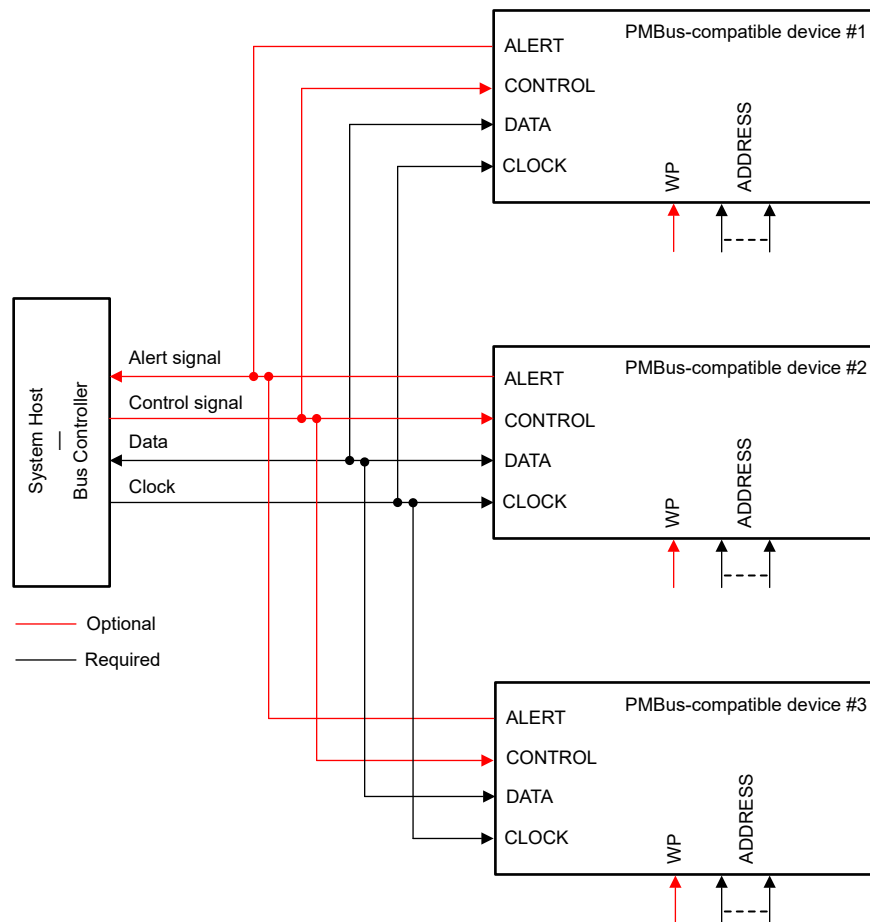 PMBus-compatible device #1
ALERT
CONTROL
DATA
CLOCK
WP
ADDRESS
System Host
—
Bus Controller
Alert signal
Control signal
Data
Clock
PMBus-compatible device #2
ALERT
CONTROL
DATA
CLOCK
WP
ADDRESS
Optional
Required
PMBus-compatible device #3
ALERT
CONTROL
DATA
CLOCK
WP
ADDRESS